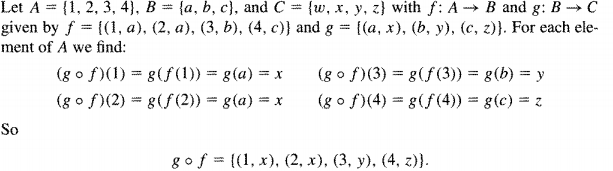 Let A = {1, 2, 3, 4}, B = {a, b, c}, and C = {w, x, y, z} with f: A → B and g: B → C
given by f = {(1, a), (2, a), (3, b), (4, c)} and g = {(a, x), (b, y), (c, z)}. For each ele-
ment of A we find:
(g ∘ f)(1) = g(f(1)) = g(a) = x (g ∘ f)(3) = g(f(3)) = g(b) = y
(g ∘ f)(2) = g(f(2)) = g(a) = x (g ∘ f)(4) = g(f(4)) = g(c) = z
So
g ∘ f = {(1, x), (2, x), (3, y), (4, z)}.